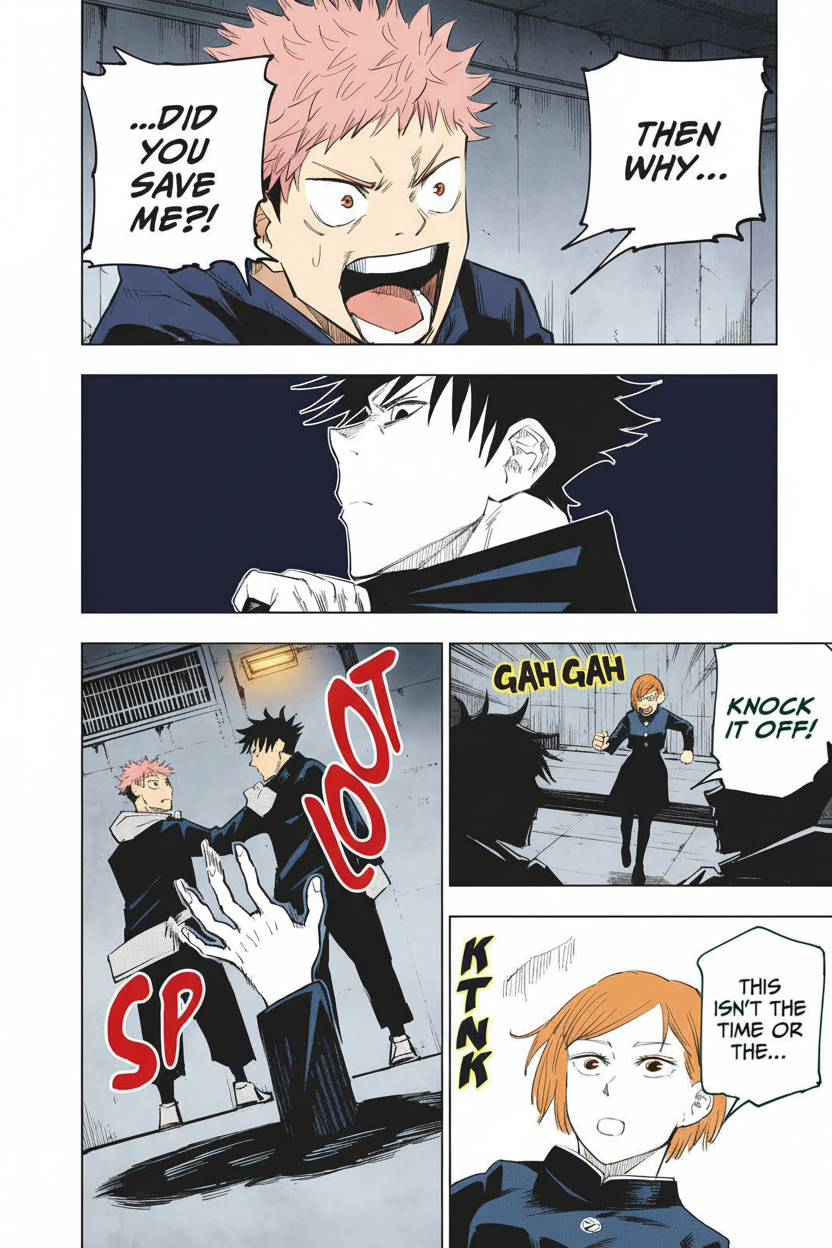 THEN
WHY...
...DID
YOU
SAVE
ME?!
KNOCK
IT OFF!
GAH GAH
THIS
ISN'T THE
TIME OR
THE...
KTNK
SP
LOOT